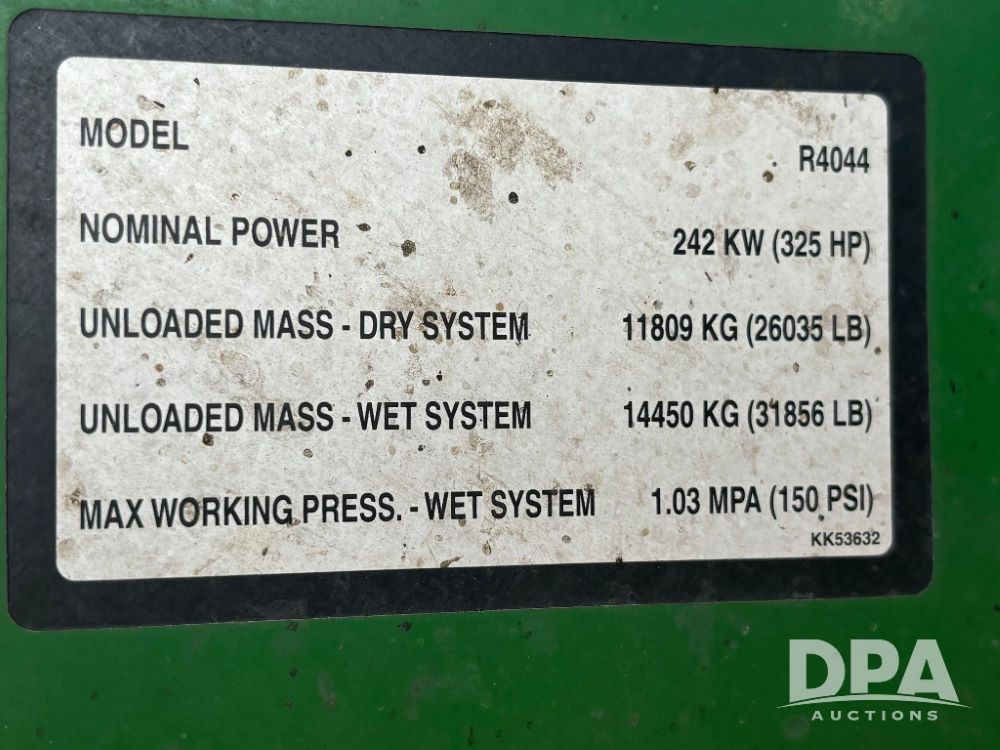 MODEL R4044
NOMINAL POWER 242 KW (325 HP)
UNLOADED MASS - DRY SYSTEM 11809 KG (26035 LB)
UNLOADED MASS - WET SYSTEM 14450 KG (31856 LB)
MAX WORKING PRESS. - WET SYSTEM 1.03 MPA (150 PSI)
KK53632
DPA
AUCTIONS